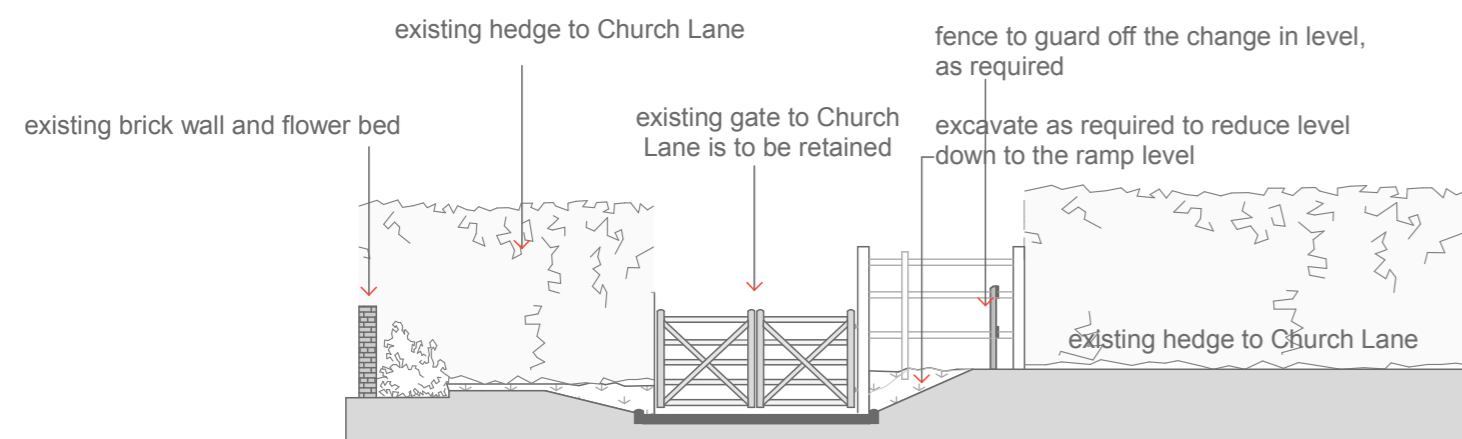 existing hedge to Church Lane
fence to guard off the change in level,
as required
existing brick wall and flower bed
existing gate to Church
Lane is to be retained
excavate as required to reduce level
down to the ramp level
existing hedge to Church Lane